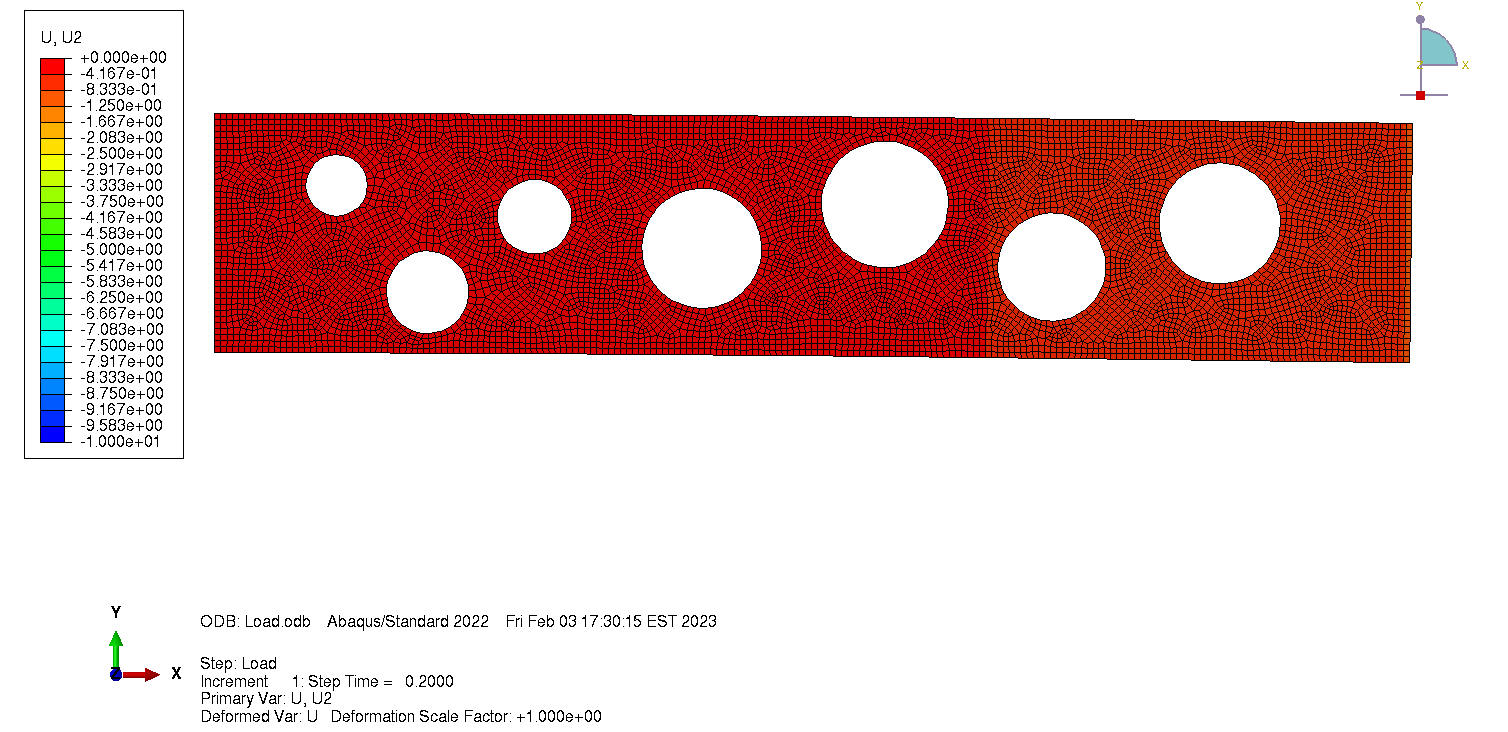 U, U2
+0.000e+00
-4.167e-01
-8.333e-01
-1.250e+00
-1.667e+00
-2.083e+00
-2.500e+00
-2.917e+00
-3.333e+00
-3.750e+00
-4.167e+00
-4.583e+00
-5.000e+00
-5.417e+00
-5.833e+00
-6.250e+00
-6.667e+00
-7.083e+00
-7.500e+00
-7.917e+00
-8.333e+00
-8.750e+00
-9.167e+00
-9.583e+00
-1.000e+01
Y
Z
X
Y
Z
X
ODB: Load.odb Abaqus/Standard 2022 Fri Feb 03 17:30:15 EST 2023
Step: Load
Increment 1: Step Time = 0.2000
Primary Var: U, U2
Deformed Var: U Deformation Scale Factor: +1.000e+00